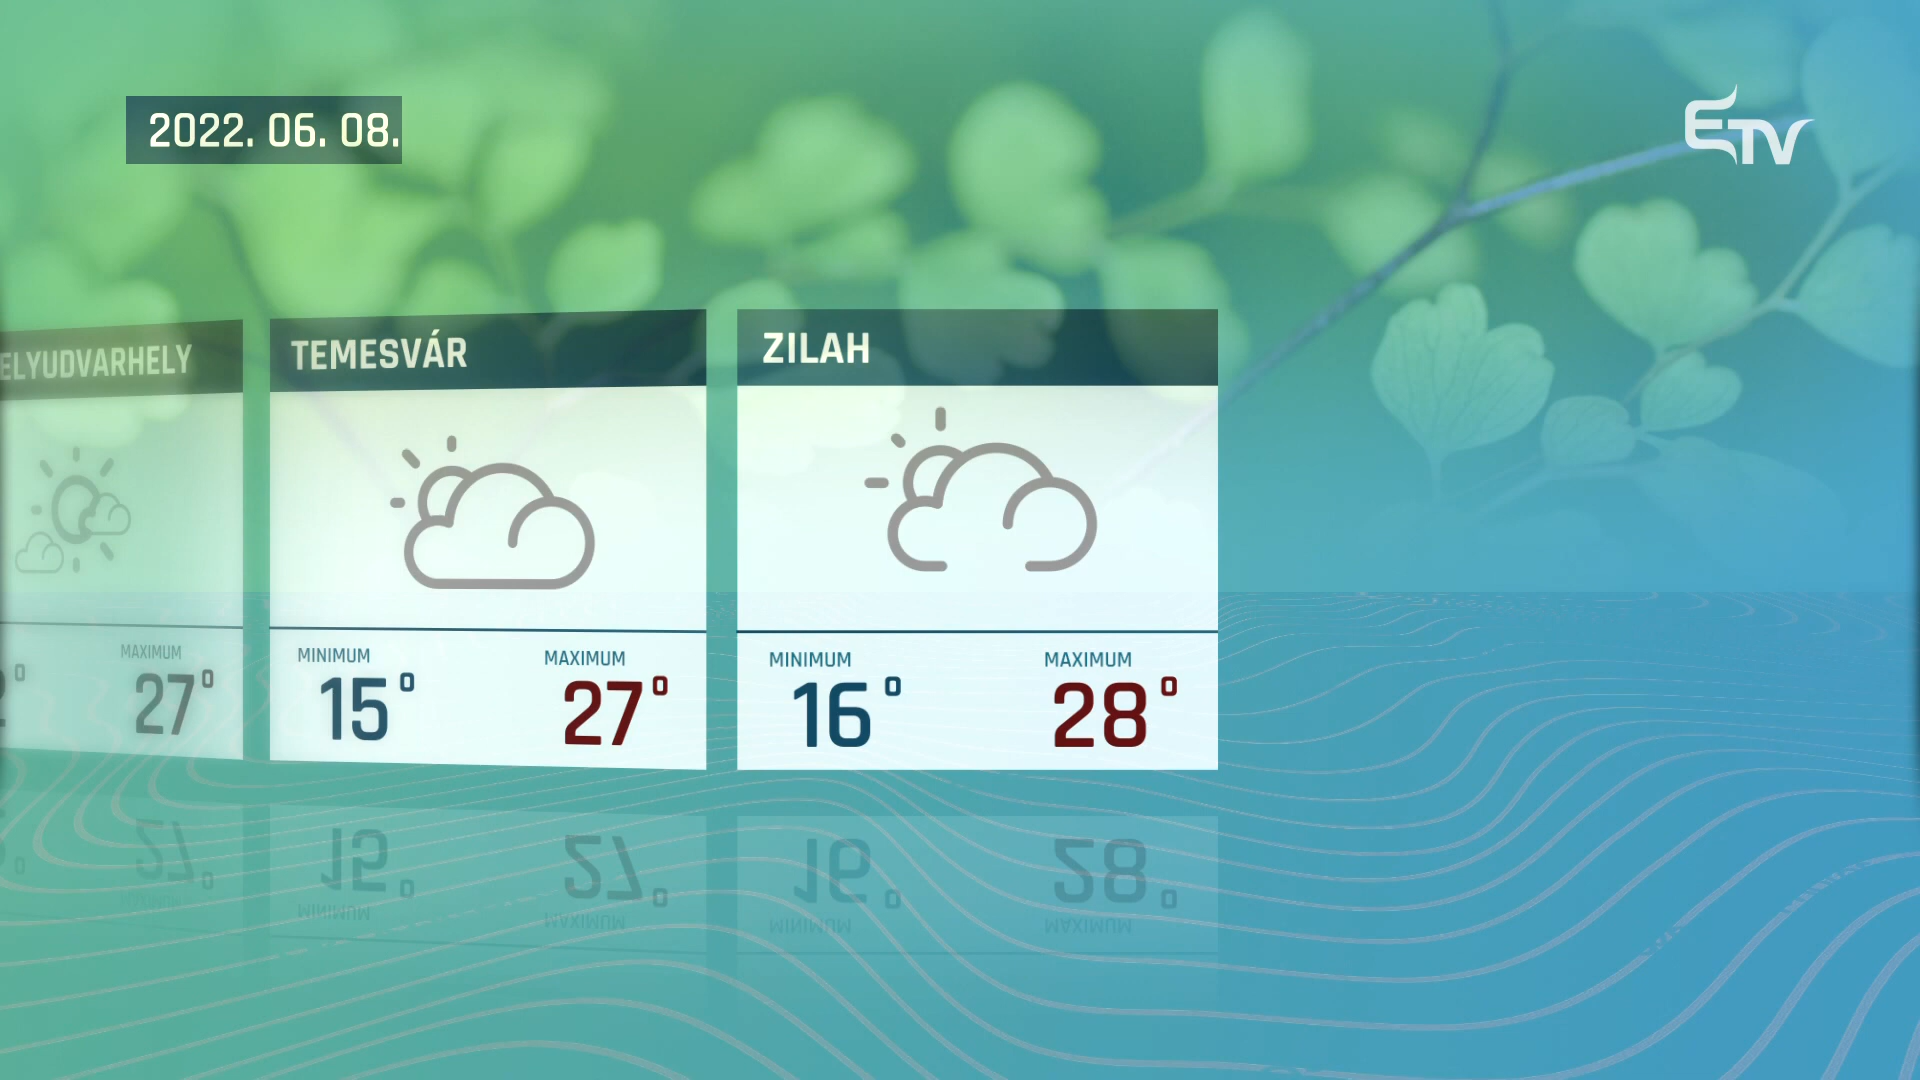 2022. 06. 08.
ETV
ELYUDVARHELY
MAXIMUM
27°
TEMESVÁR
MINIMUM
MAXIMUM
15°
27°
ZILAH
MINIMUM
MAXIMUM
16°
28°